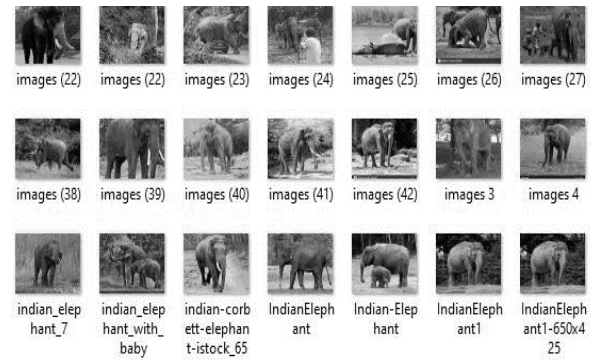 images (22) images (22) images (23) images (24) images (25) images (26) images (27)
images (38) images (39) images (40) images (41) images (42) images 3 images 4
indian_elep indian_elep indian-corb IndianEleph Indian-Elep IndianEleph IndianEleph
hant_7 hant_with_ ett-elephan ant hant ant1 ant1-650x4
baby t-istock_65 25